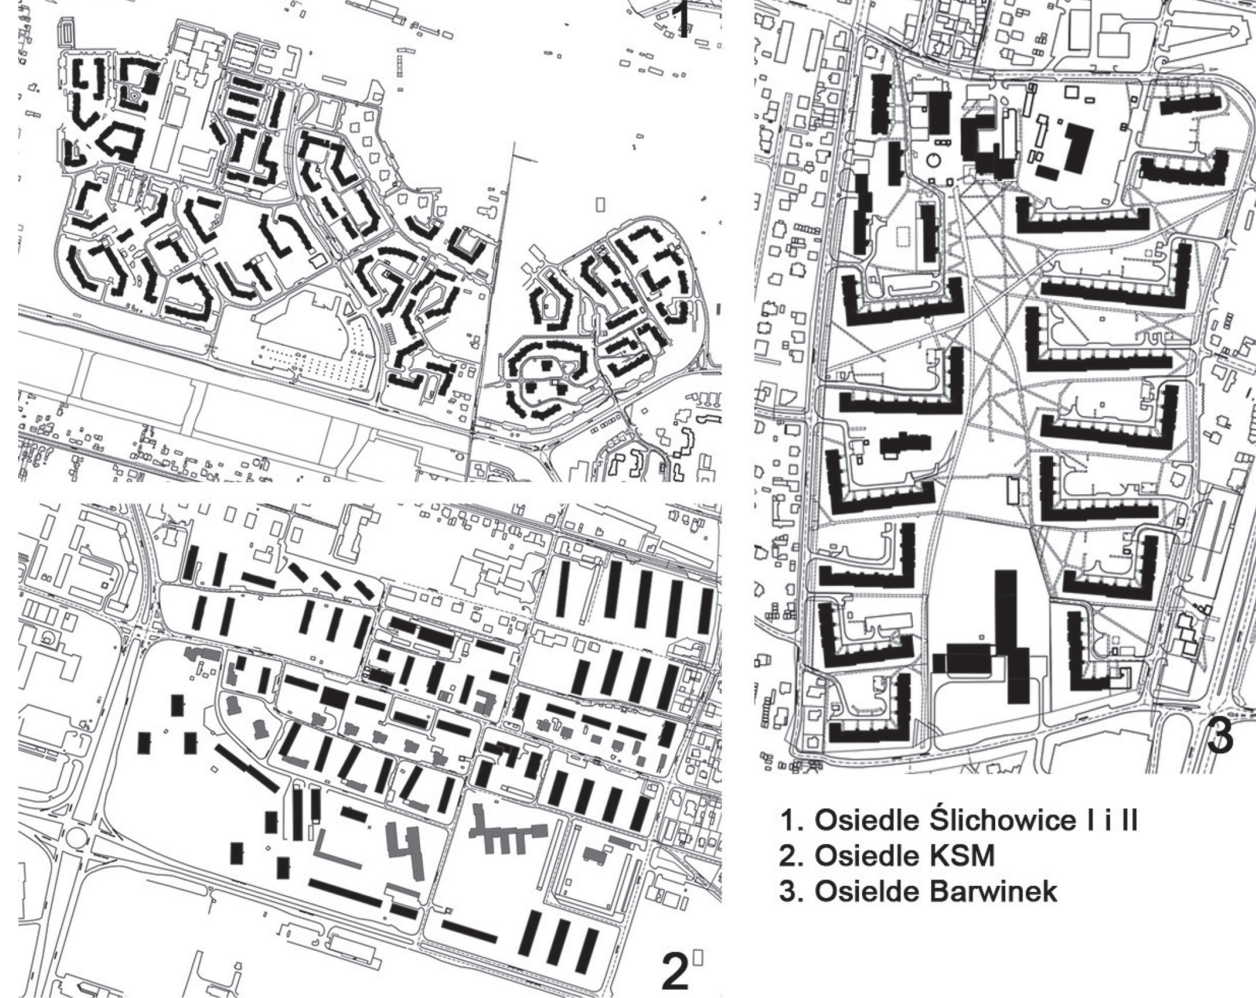 1
2
3
1. Osiedle Ślichowice I i II
2. Osiedle KSM
3. Osielde Barwinek